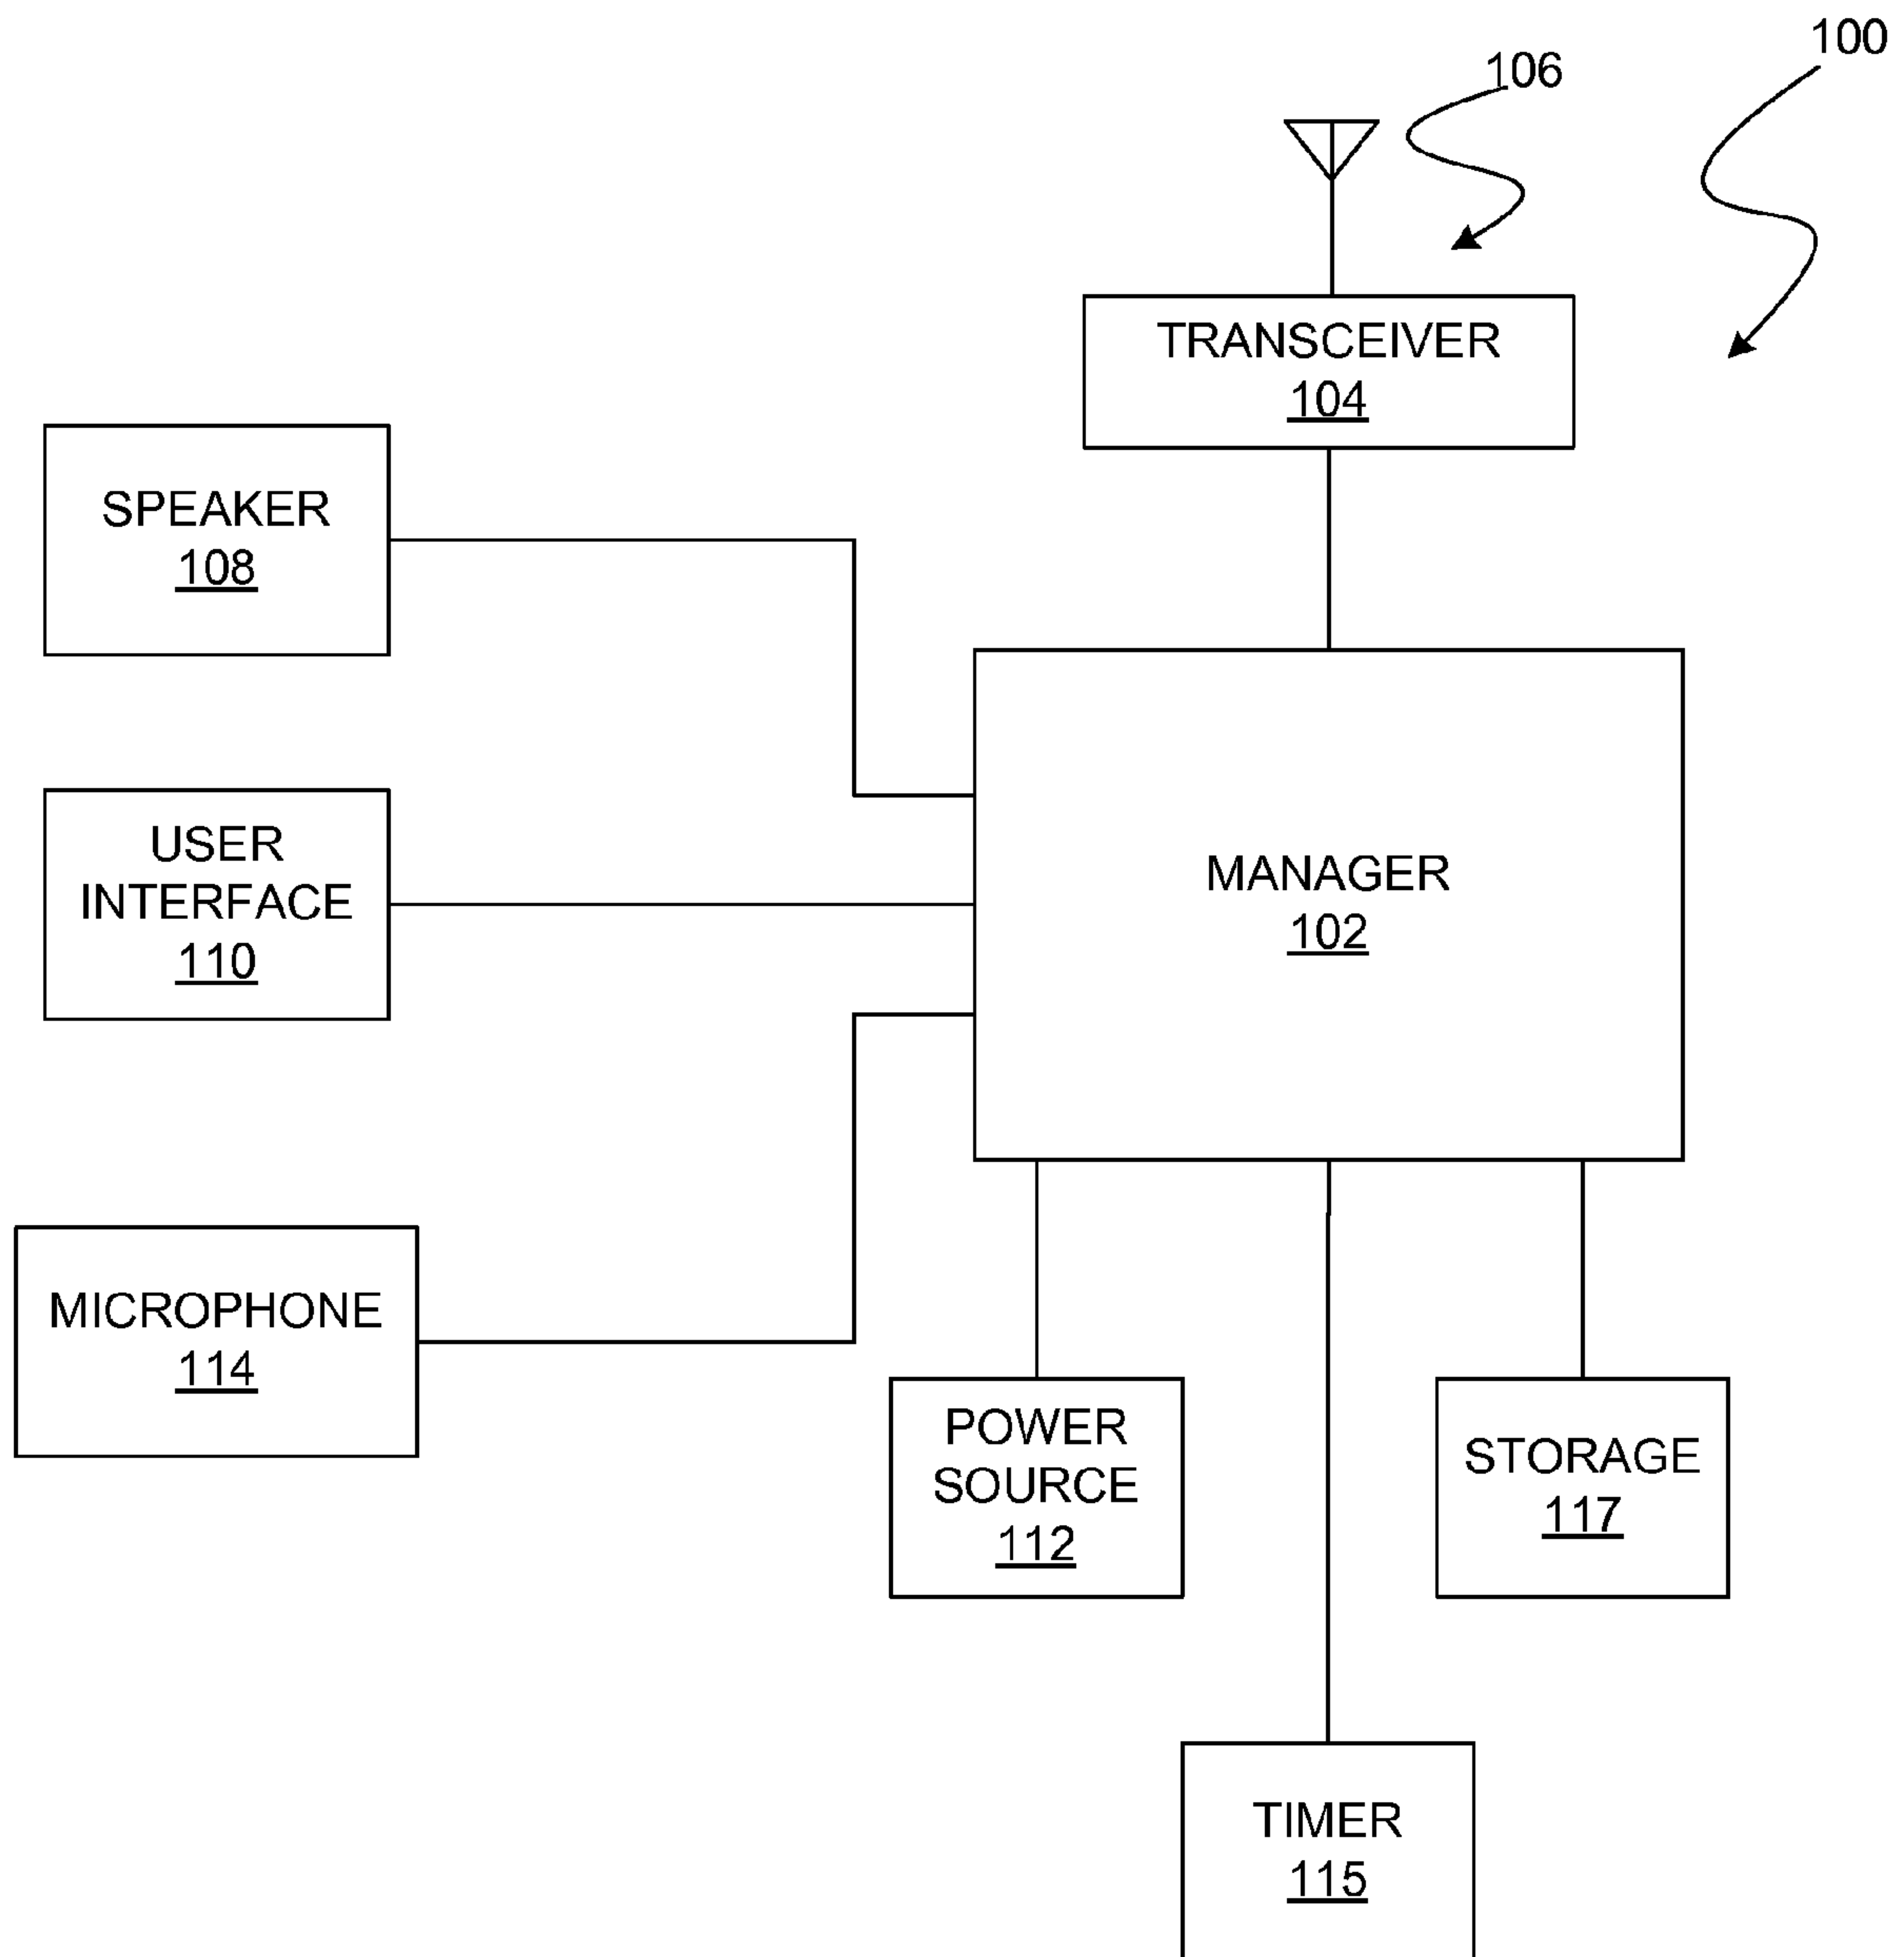 100
106
TRANSCEIVER
104
SPEAKER
108
USER
INTERFACE
110
MANAGER
102
MICROPHONE
114
POWER
SOURCE
112
STORAGE
117
TIMER
115